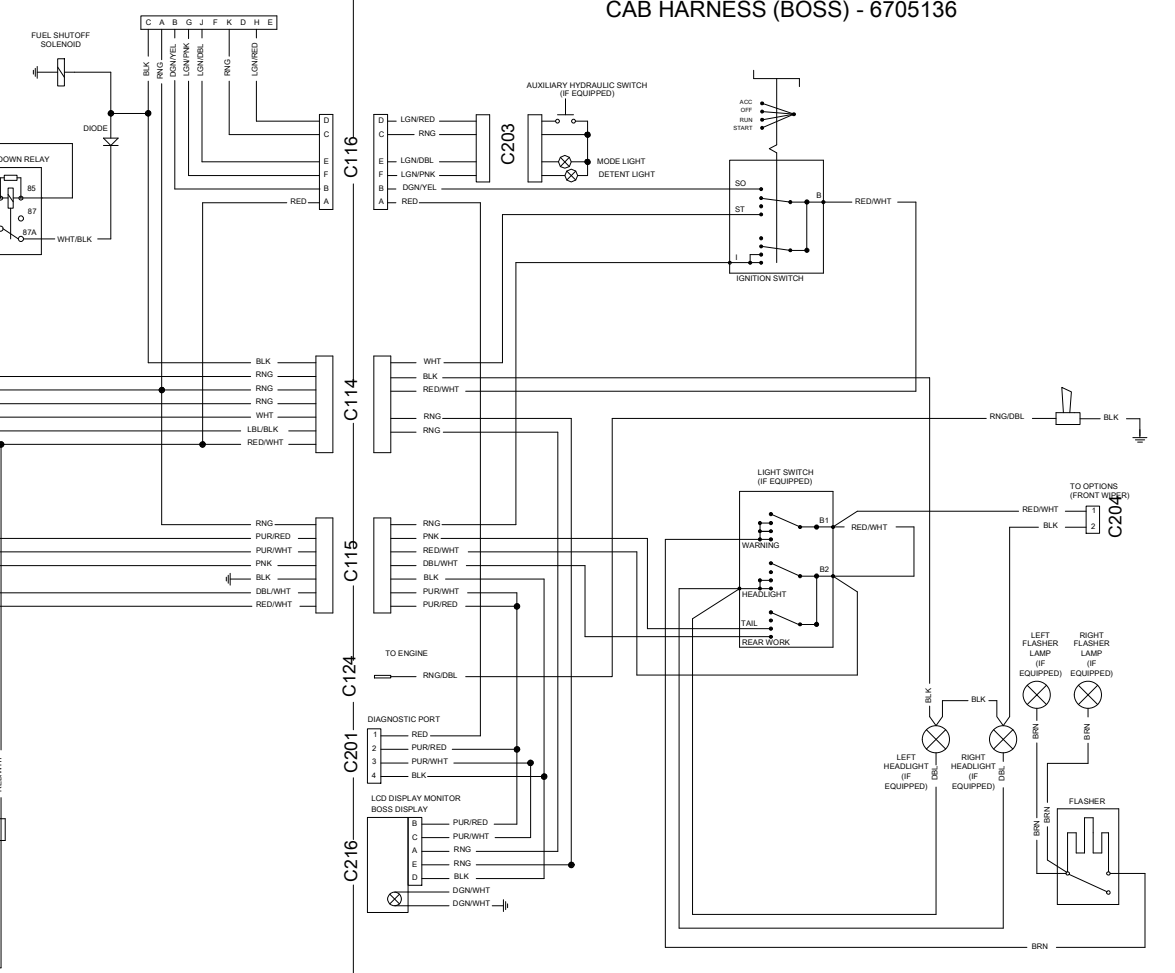 CAB HARNESS (BOSS) - 6705136
FUEL SHUTOFF
SOLENOID
C A B G J F K D H E
BLK
RNG
DGN/YEL
LGN/PNK
LGN/DBL
RNG
LGN/RED
DIODE
DOWN RELAY
85
87
87A
WHT/BLK
RED
D
C
E
F
B
A
C116
D LGN/RED
C RNG
E LGN/DBL
F LGN/PNK
B DGN/YEL
A RED
C203
AUXILIARY HYDRAULIC SWITCH
(IF EQUIPPED)
MODE LIGHT
DETENT LIGHT
ACC
OFF
RUN
START
SO
ST
I
B
RED/WHT
IGNITION SWITCH
BLK
RNG
RNG
RNG
WHT
LBL/BLK
RED/WHT
C114
WHT
BLK
RED/WHT
RNG
RNG
RNG/DBL
BLK
RNG
PUR/RED
PUR/WHT
PNK
BLK
DBL/WHT
RED/WHT
C115
RNG
PNK
RED/WHT
DBL/WHT
BLK
PUR/WHT
PUR/RED
LIGHT SWITCH
(IF EQUIPPED)
B1
RED/WHT
WARNING
B2
HEADLIGHT
TAIL
REAR WORK
TO OPTIONS
(FRONT WIPER)
RED/WHT 1
BLK 2
C204
TO ENGINE
C124
RNG/DBL
DIAGNOSTIC PORT
C201
1 RED
2 PUR/RED
3 PUR/WHT
4 BLK
LCD DISPLAY MONITOR
BOSS DISPLAY
C216
B PUR/RED
C PUR/WHT
A RNG
E RNG
D BLK
DGN/WHT
DGN/WHT
BLK
BLK
LEFT
HEADLIGHT
(IF
EQUIPPED)
DBL
RIGHT
HEADLIGHT
(IF
EQUIPPED)
DBL
LEFT
FLASHER
LAMP
(IF
EQUIPPED)
RIGHT
FLASHER
LAMP
(IF
EQUIPPED)
BRN
BRN
BRN
BRN
FLASHER
BRN